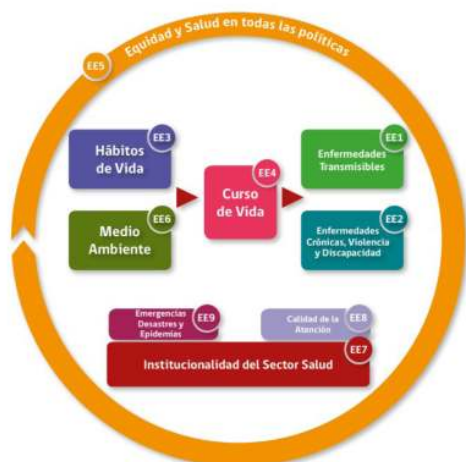 Equidad y Salud en todas las políticas
EE5
EE3
Hábitos
de Vida
EE6
Medio
Ambiente
EE4
Curso
de Vida
EE1
Enfermedades
Transmisibles
EE2
Enfermedades
Crónicas, Violencia
y Discapacidad
EE9
Emergencias
Desastres y
Epidemias
EE8
Calidad de la
Atención
EE7
Institucionalidad del Sector Salud